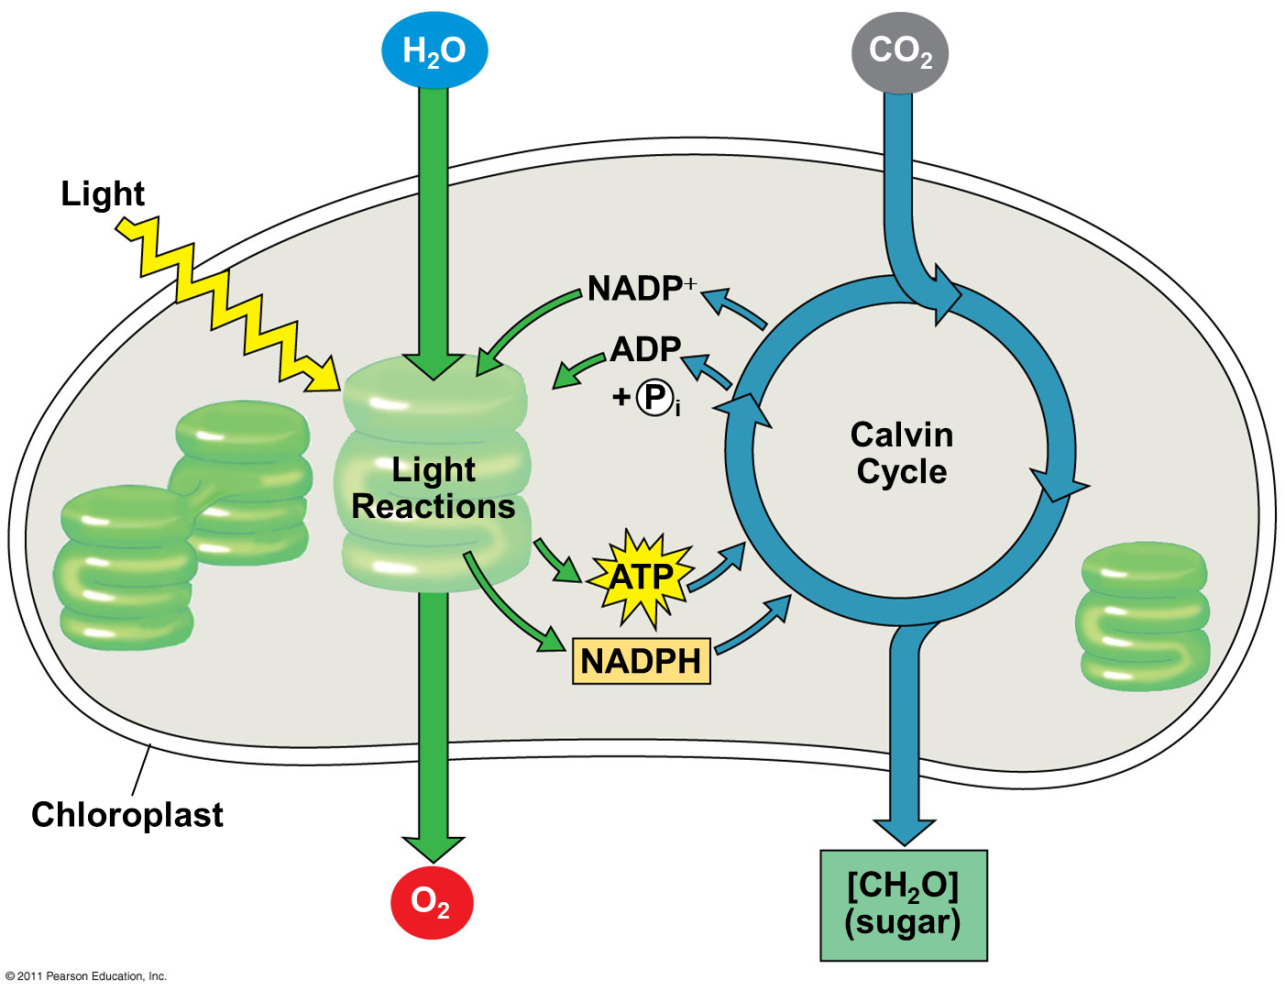 H₂O
CO₂
Light
NADP⁺
ADP
+ Pᵢ
Calvin
Cycle
Light
Reactions
ATP
NADPH
Chloroplast
O₂
[CH₂O]
(sugar)
© 2011 Pearson Education, Inc.